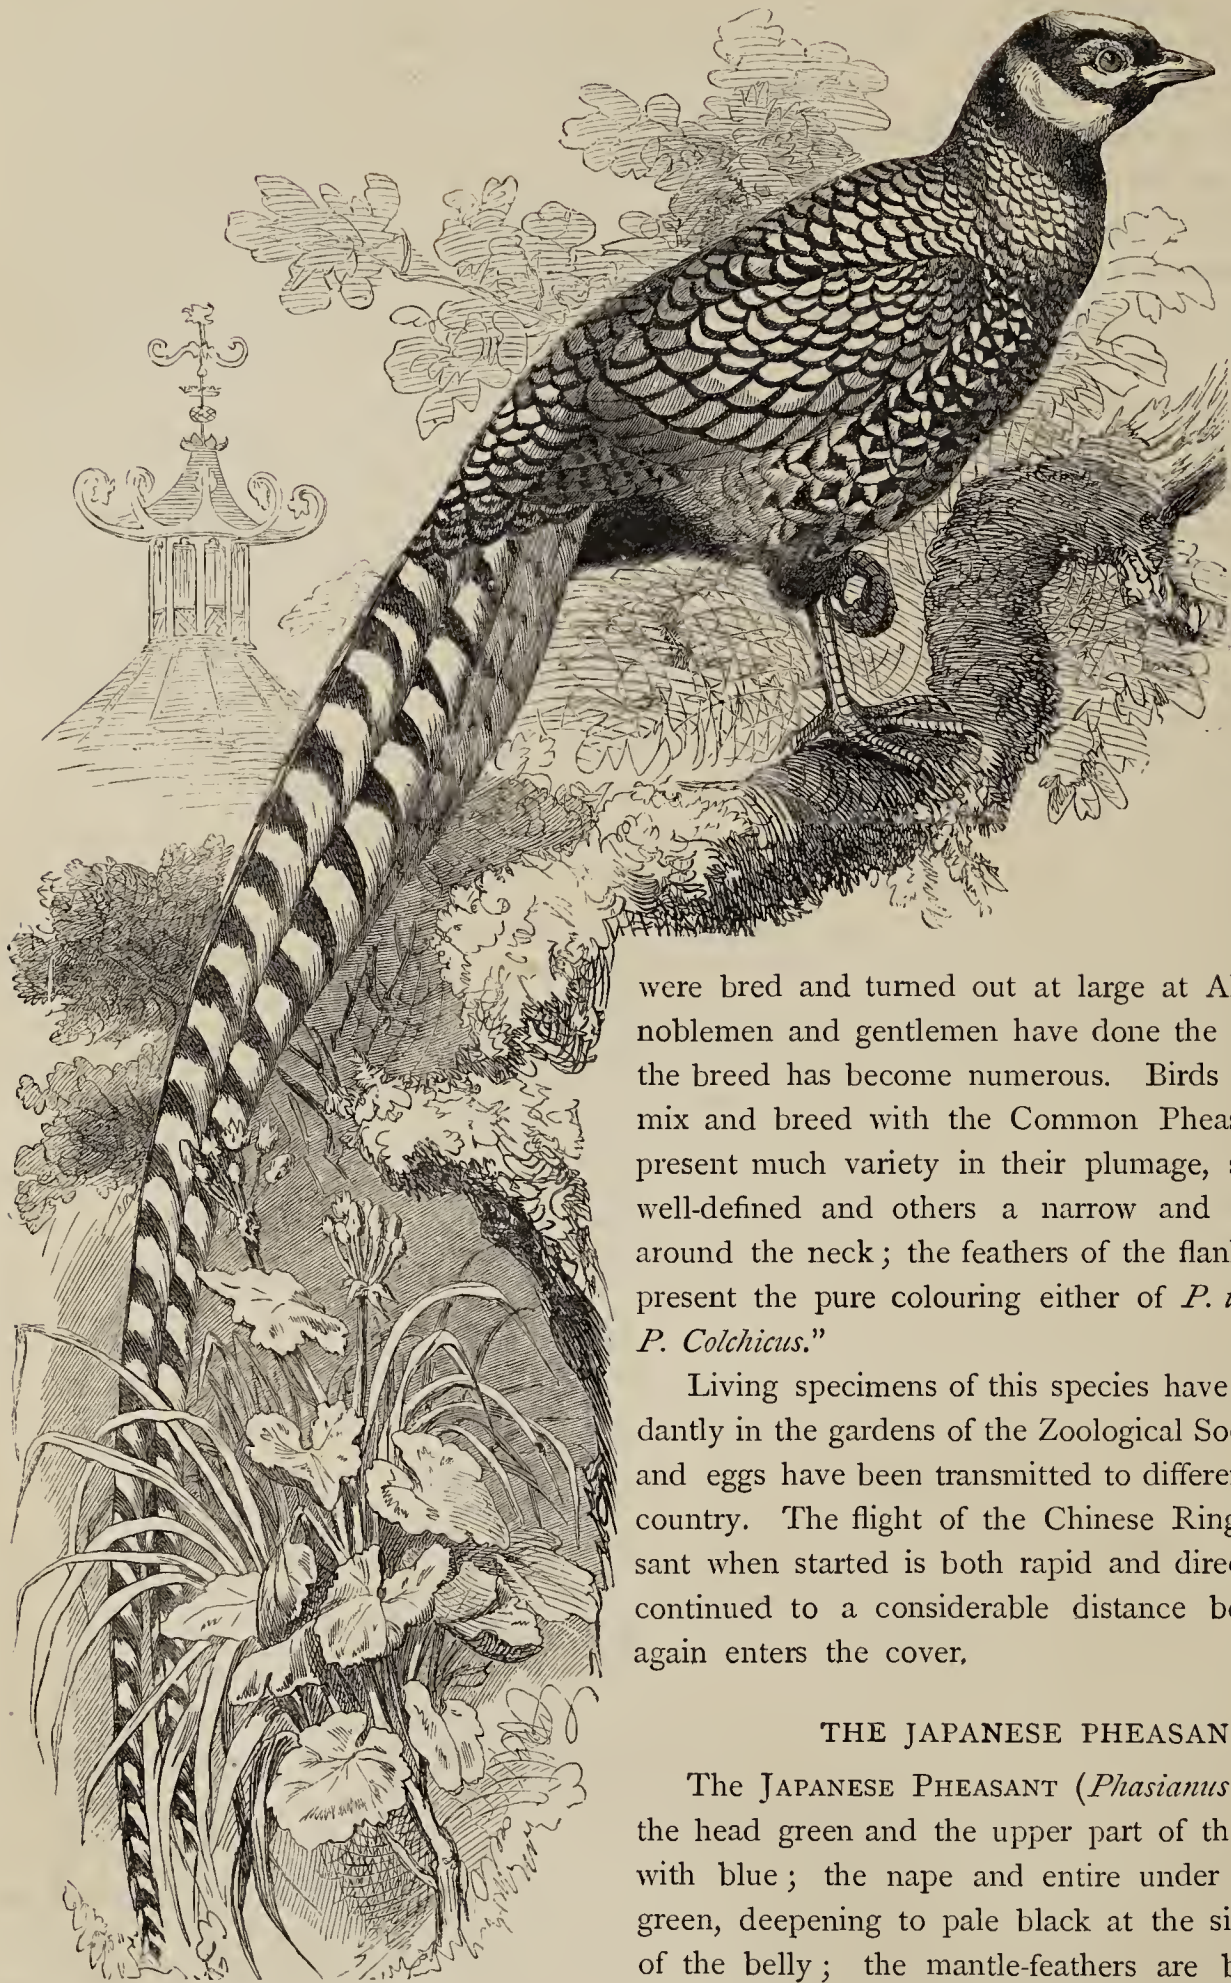 were bred and turned out at large at A
noblemen and gentlemen have done the
the breed has become numerous. Birds
mix and breed with the Common Pheas
present much variety in their plumage,
well-defined and others a narrow and
around the neck; the feathers of the flan
present the pure colouring either of P.
P. Colchicus."
Living specimens of this species have
dantly in the gardens of the Zoological So
and eggs have been transmitted to differe
country. The flight of the Chinese Ring
sant when started is both rapid and dire
continued to a considerable distance be
again enters the cover.
THE JAPANESE PHEASAN
The JAPANESE PHEASANT (Phasianus
the head green and the upper part of th
with blue; the nape and entire under
green, deepening to pale black at the si
of the belly; the mantle-feathers are b